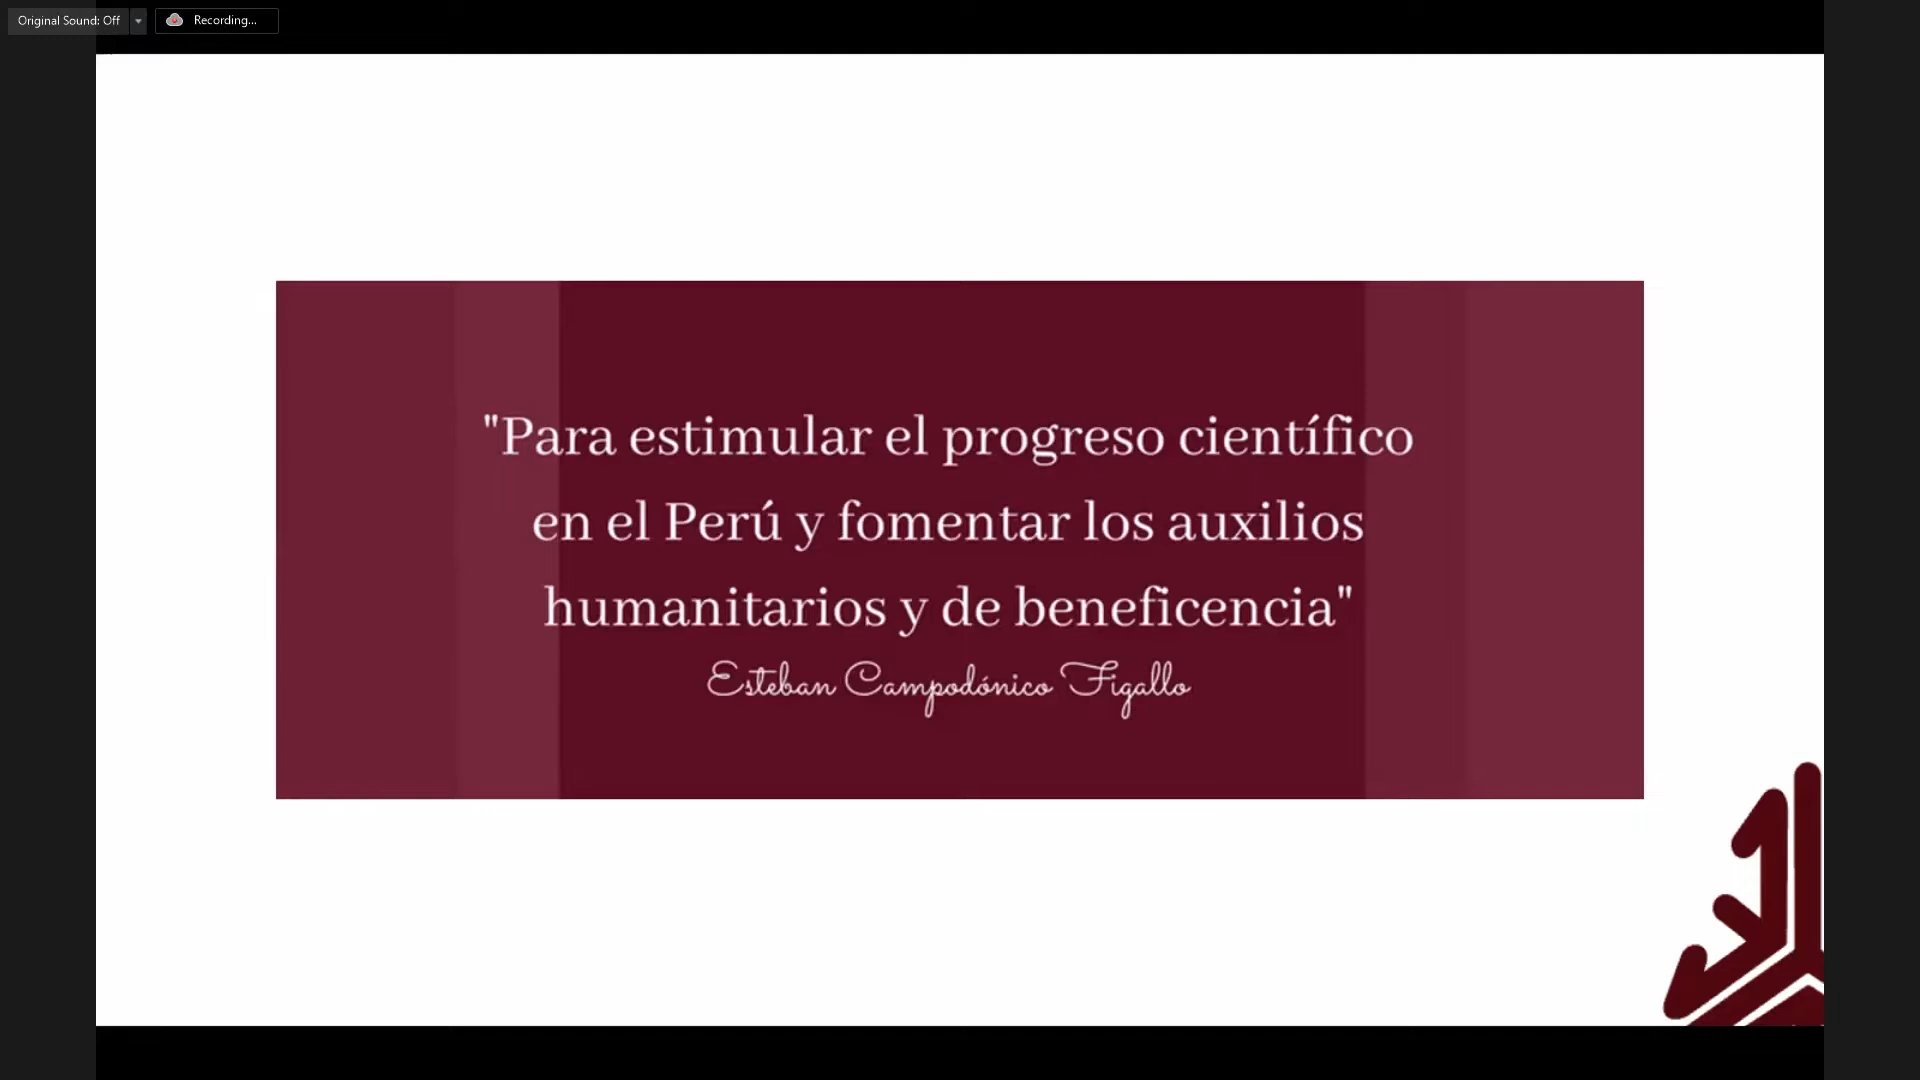 Original Sound: Off
Recording...
"Para estimular el progreso científico
en el Perú y fomentar los auxilios
humanitarios y de beneficencia"
Esteban Campodónico Figallo